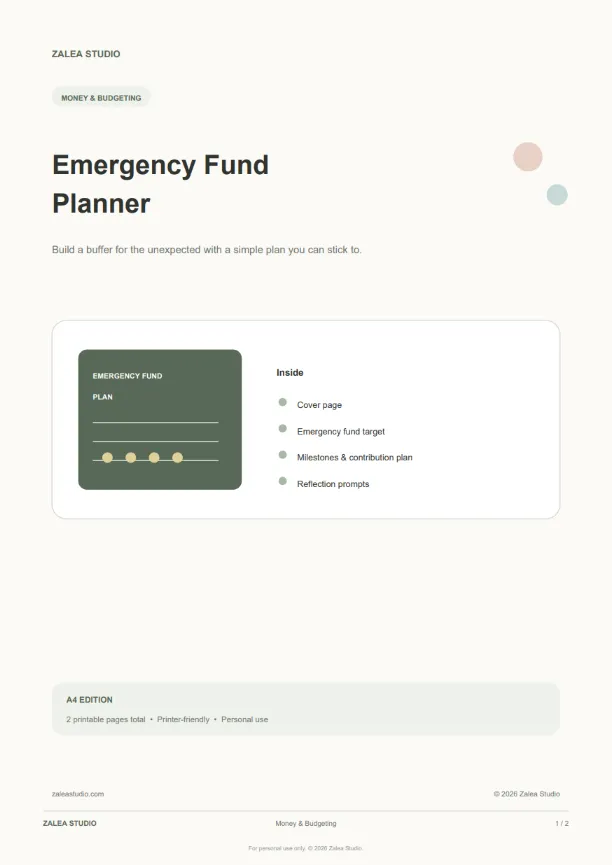 ZALEA STUDIO
MONEY & BUDGETING
Emergency Fund
Planner
Build a buffer for the unexpected with a simple plan you can stick to.
EMERGENCY FUND
PLAN
Inside
Cover page
Emergency fund target
Milestones & contribution plan
Reflection prompts
A4 EDITION
2 printable pages total • Printer-friendly • Personal use
zaleastudio.com
© 2026 Zalea Studio
ZALEA STUDIO
Money & Budgeting
1 / 2
For personal use only. © 2026 Zalea Studio.